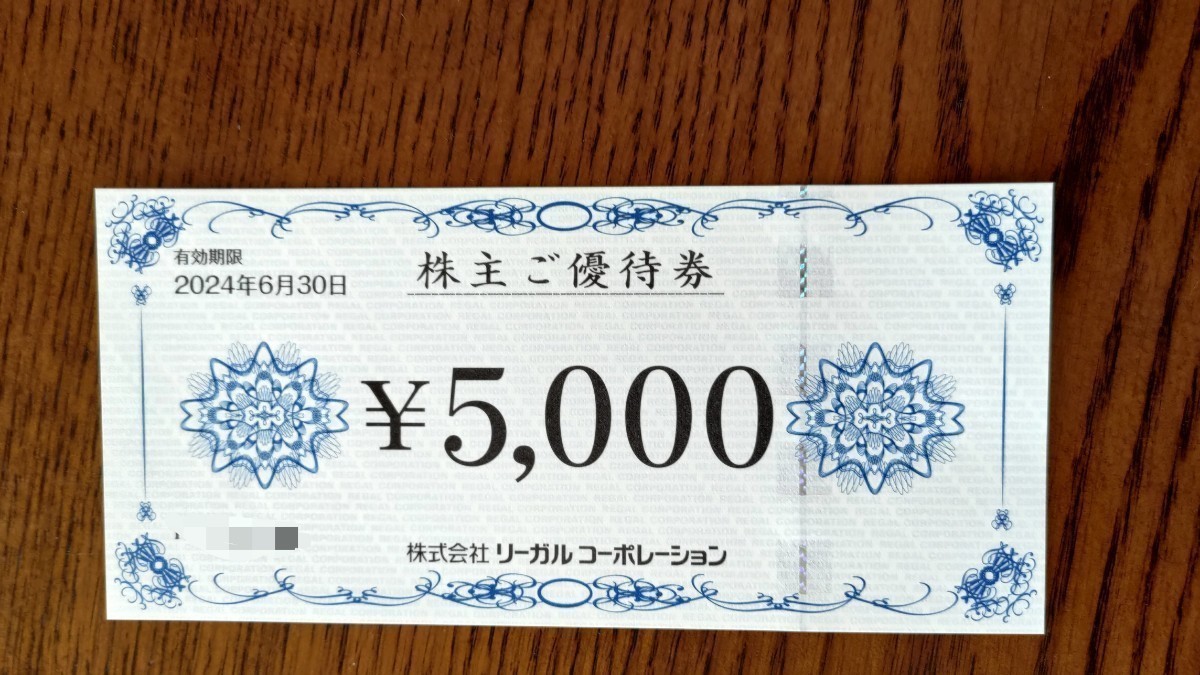 有効期限
2024年6月30日
株主ご優待券
¥5,000
株式会社 リーガル コーポレーション